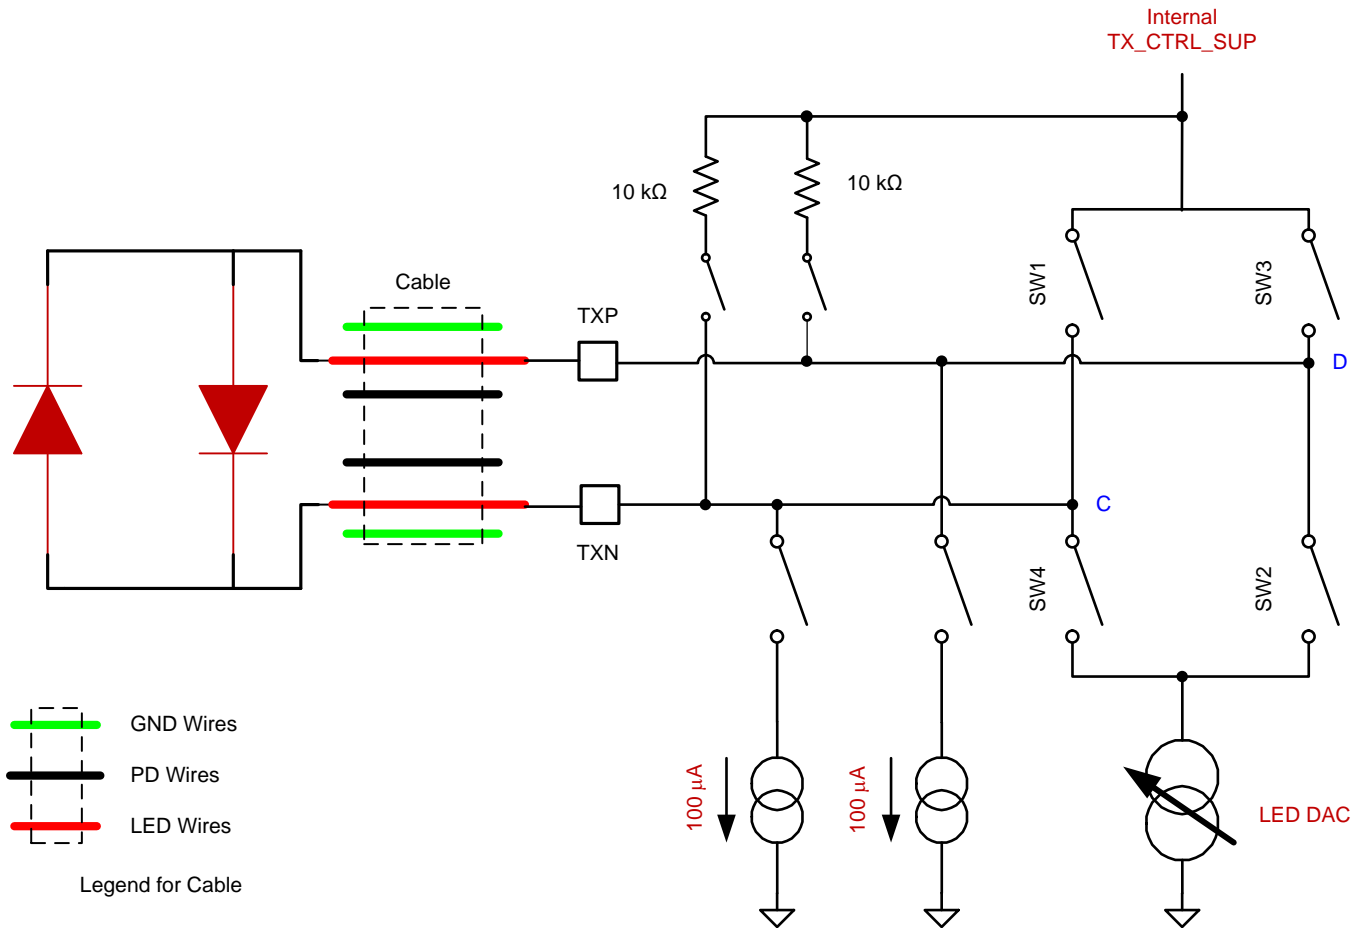 Internal
TX_CTRL_SUP
10 kΩ
10 kΩ
Cable
SW1
SW3
TXP
D
C
TXN
SW4
SW2
GND Wires
PD Wires
LED Wires
Legend for Cable
100 µA
100 µA
LED DAC